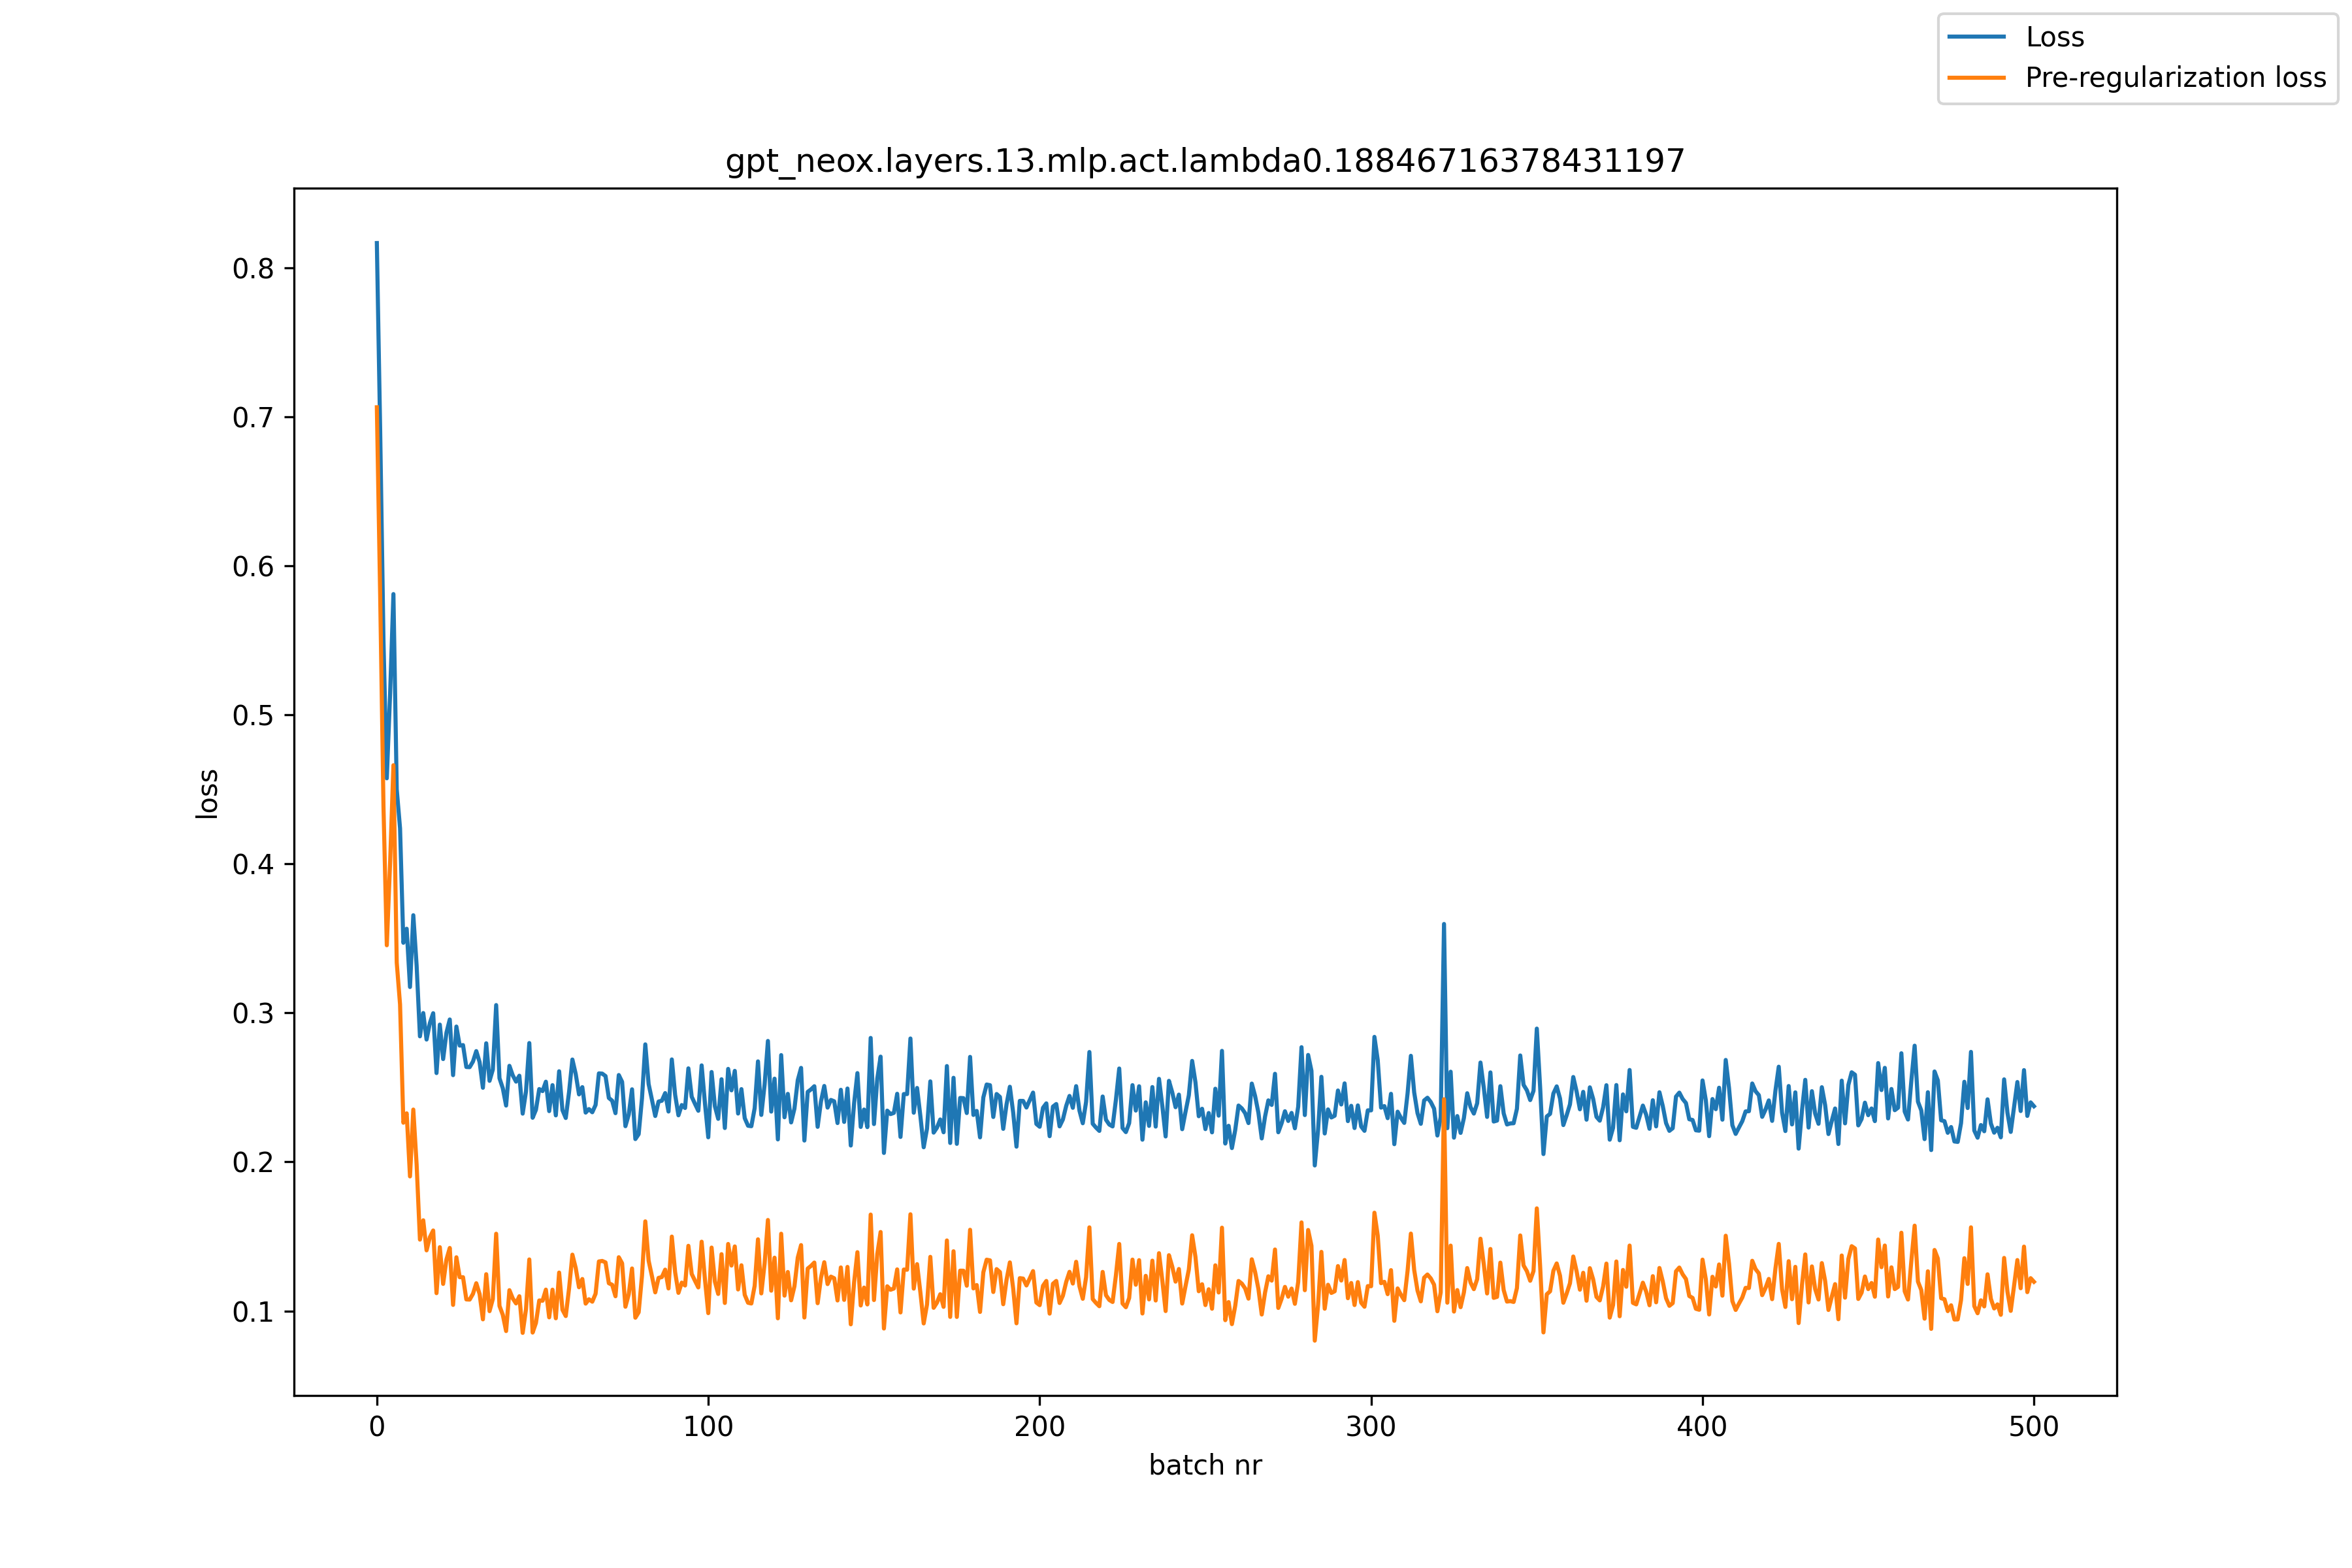 Loss
Pre-regularization loss
gpt_neox.layers.13.mlp.act.lambda0.18846716378431197
0.8
0.7
0.6
0.5
0.4
0.3
0.2
0.1
loss
0 100 200 300 400 500
batch nr